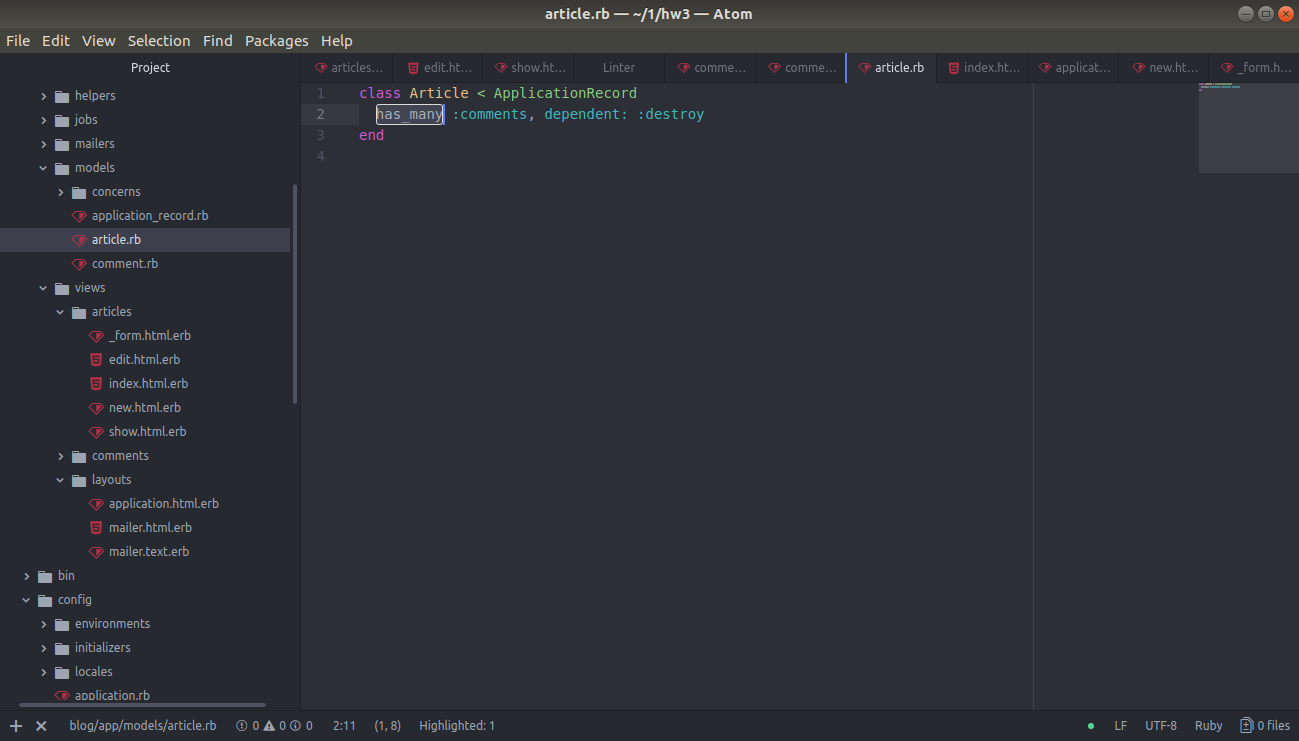 article.rb — ~/1/hw3 — Atom
File Edit View Selection Find Packages Help
Project
articles... edit.ht... show.ht... Linter comme... comme... article.rb index.ht... applicat... new.ht... _form.h...
helpers
jobs
mailers
models
concerns
application_record.rb
article.rb
comment.rb
views
articles
_form.html.erb
edit.html.erb
index.html.erb
new.html.erb
show.html.erb
comments
layouts
application.html.erb
mailer.html.erb
mailer.text.erb
bin
config
environments
initializers
locales
application.rb
1 class Article < ApplicationRecord
2 has_many :comments, dependent: :destroy
3 end
4
blog/app/models/article.rb 0 0 0 2:11 (1, 8) Highlighted: 1 LF UTF-8 Ruby 0 files